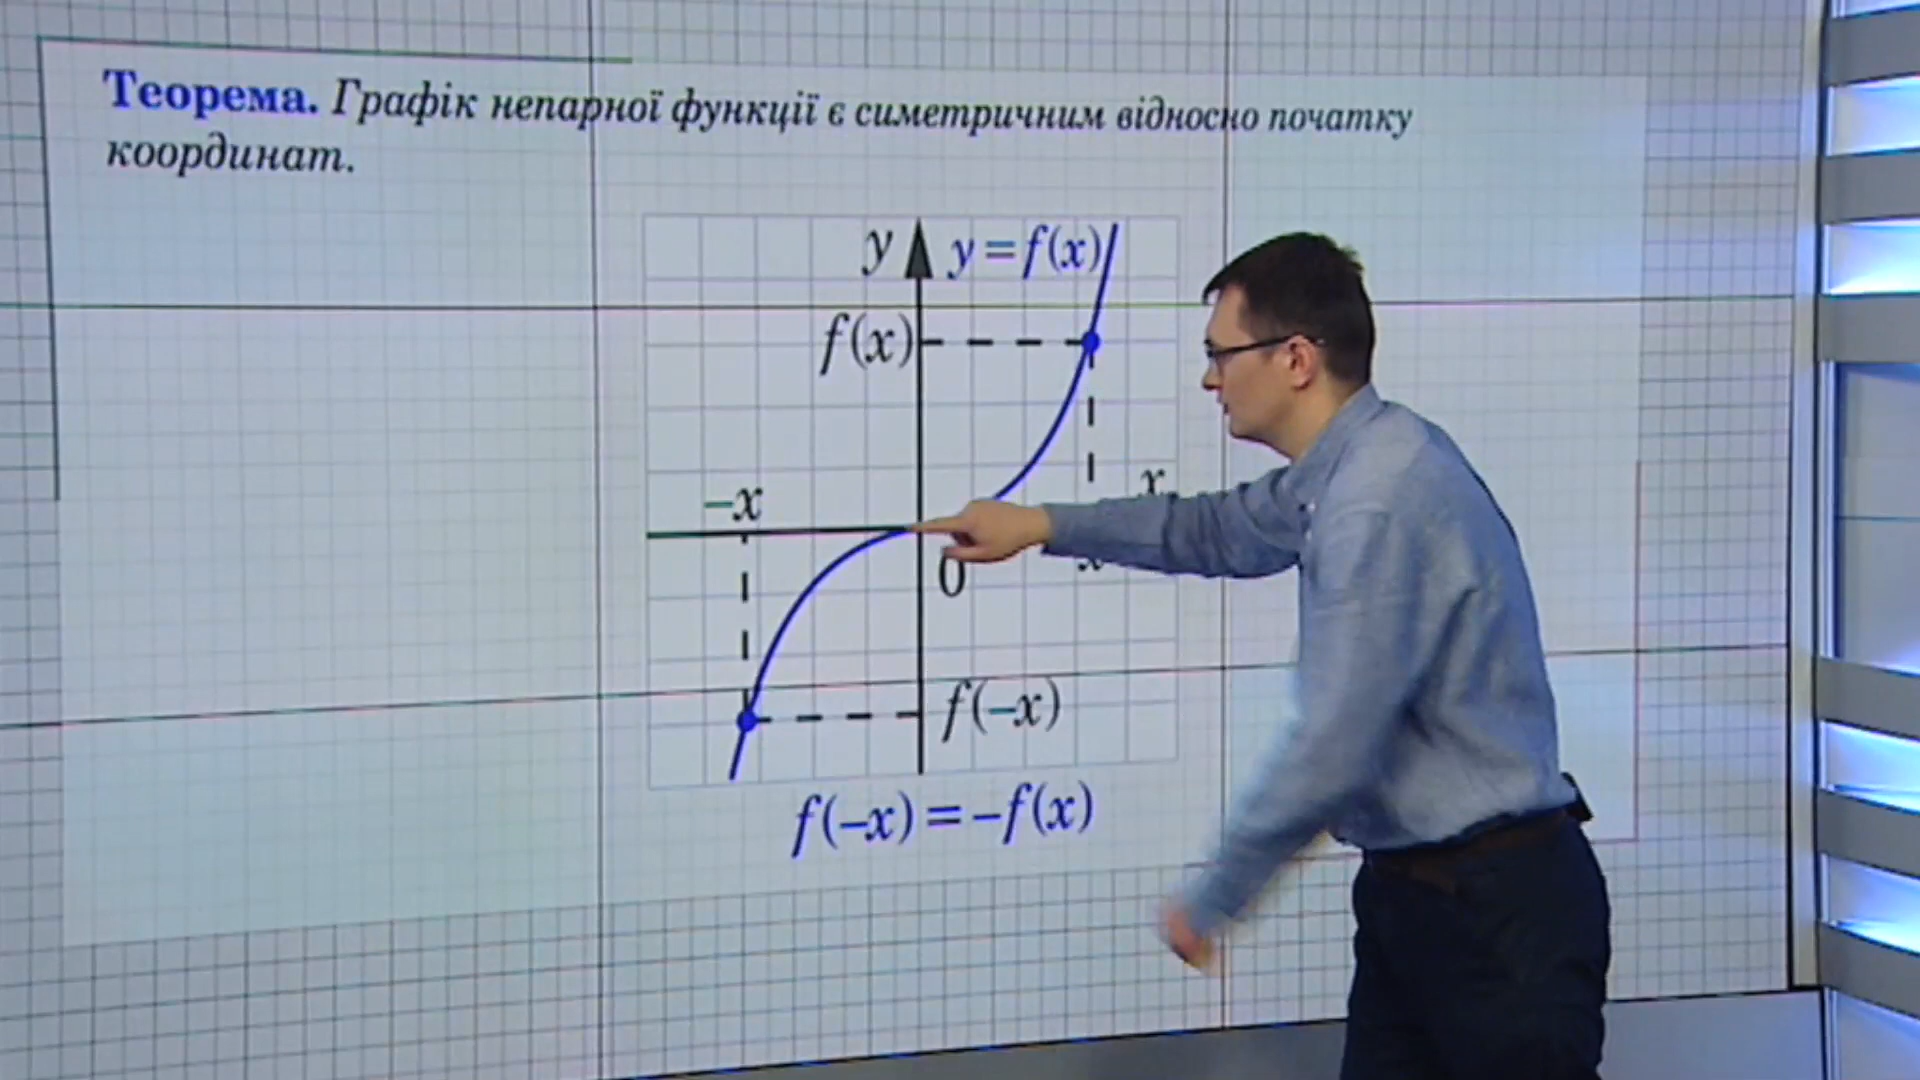 Теорема. Графік непарної функції є симетричним відносно початку
координат.
y y=f(x)
f(x)
–x x
0 x
f(–x)
f(–x)=–f(x)